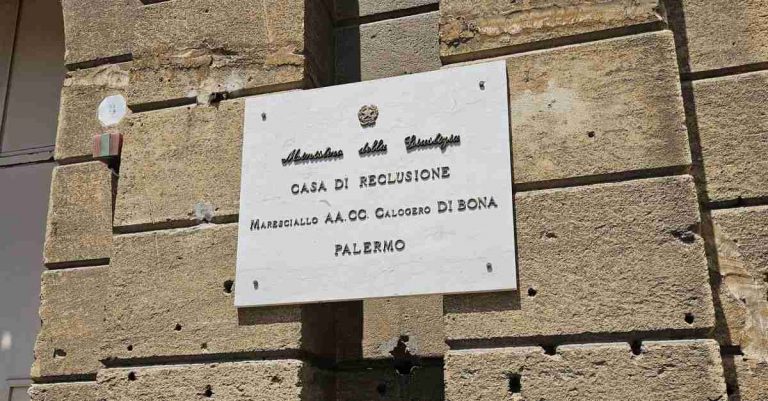 Ministero della Giustizia
CASA DI RECLUSIONE
MARESCIALLO AA.CC. CALOGERO DI BONA
PALERMO